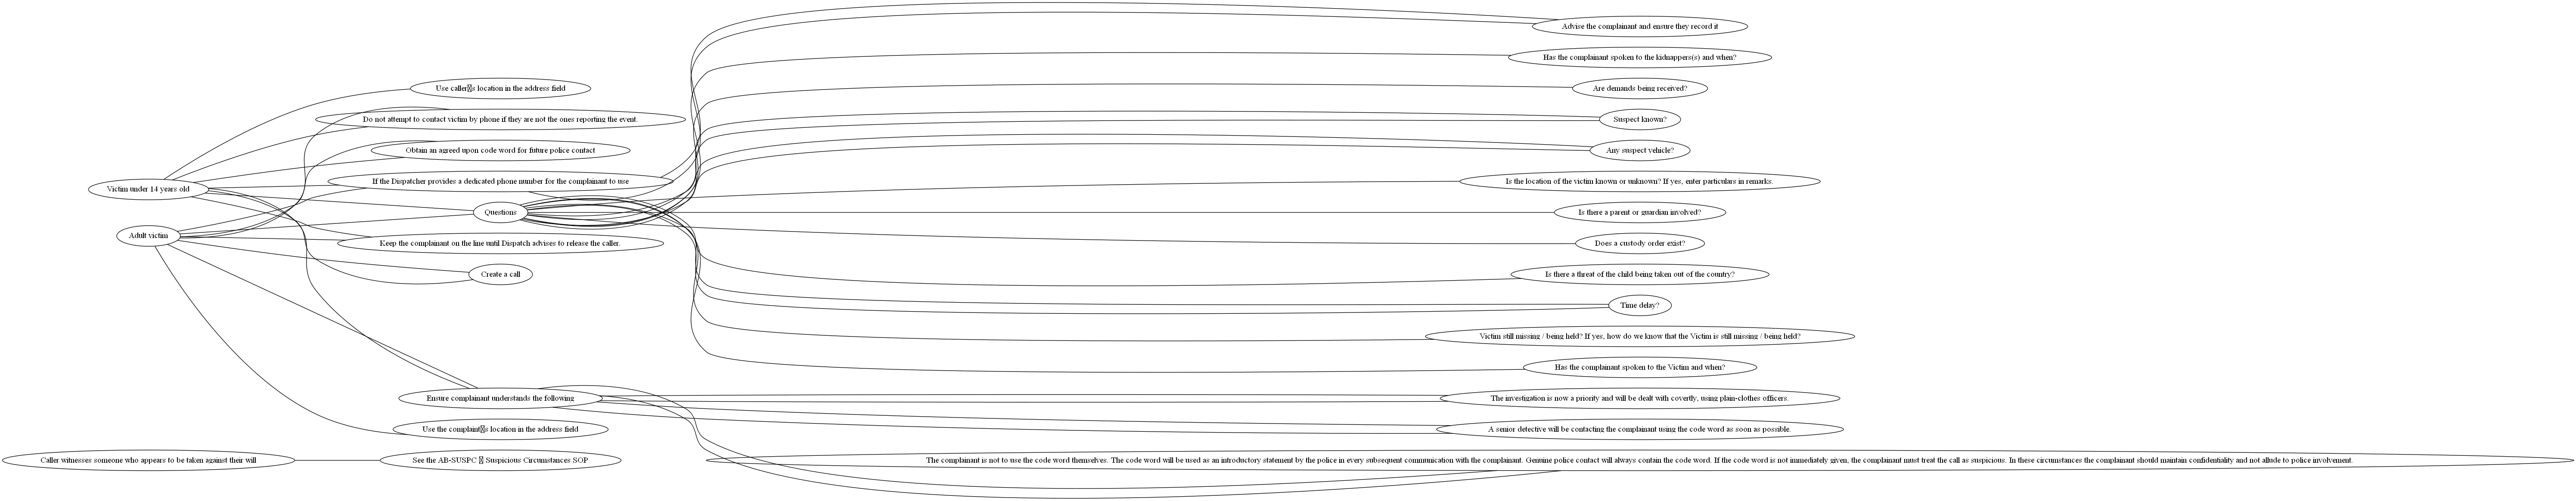 Advise the complainant and ensure they record it
Has the complainant spoken to the kidnappers(s) and when?
Use caller▯s location in the address field
Are demands being received?
Do not attempt to contact victim by phone if they are not the ones reporting the event.
Suspect known?
Obtain an agreed upon code word for future police contact
Any suspect vehicle?
If the Dispatcher provides a dedicated phone number for the complainant to use
Is the location of the victim known or unknown? If yes, enter particulars in remarks.
Victim under 14 years old
Questions
Is there a parent or guardian involved?
Adult victim
Keep the complainant on the line until Dispatch advises to release the caller.
Does a custody order exist?
Create a call
Is there a threat of the child being taken out of the country?
Time delay?
Victim still missing / being held? If yes, how do we know that the Victim is still missing / being held?
Has the complainant spoken to the Victim and when?
Ensure complainant understands the following
The investigation is now a priority and will be dealt with covertly, using plain-clothes officers.
Use the complaint▯s location in the address field
A senior detective will be contacting the complainant using the code word as soon as possible.
Caller witnesses someone who appears to be taken against their will
See the AB-SUSPC ▯ Suspicious Circumstances SOP
The complainant is not to use the code word themselves. The code word will be used as an introductory statement by the police in every subsequent communication with the complainant. Genuine police contact will always contain the code word. If the code word is not immediately given, the complainant must treat the call as suspicious. In these circumstances the complainant should maintain confidentiality and not allude to police involvement.